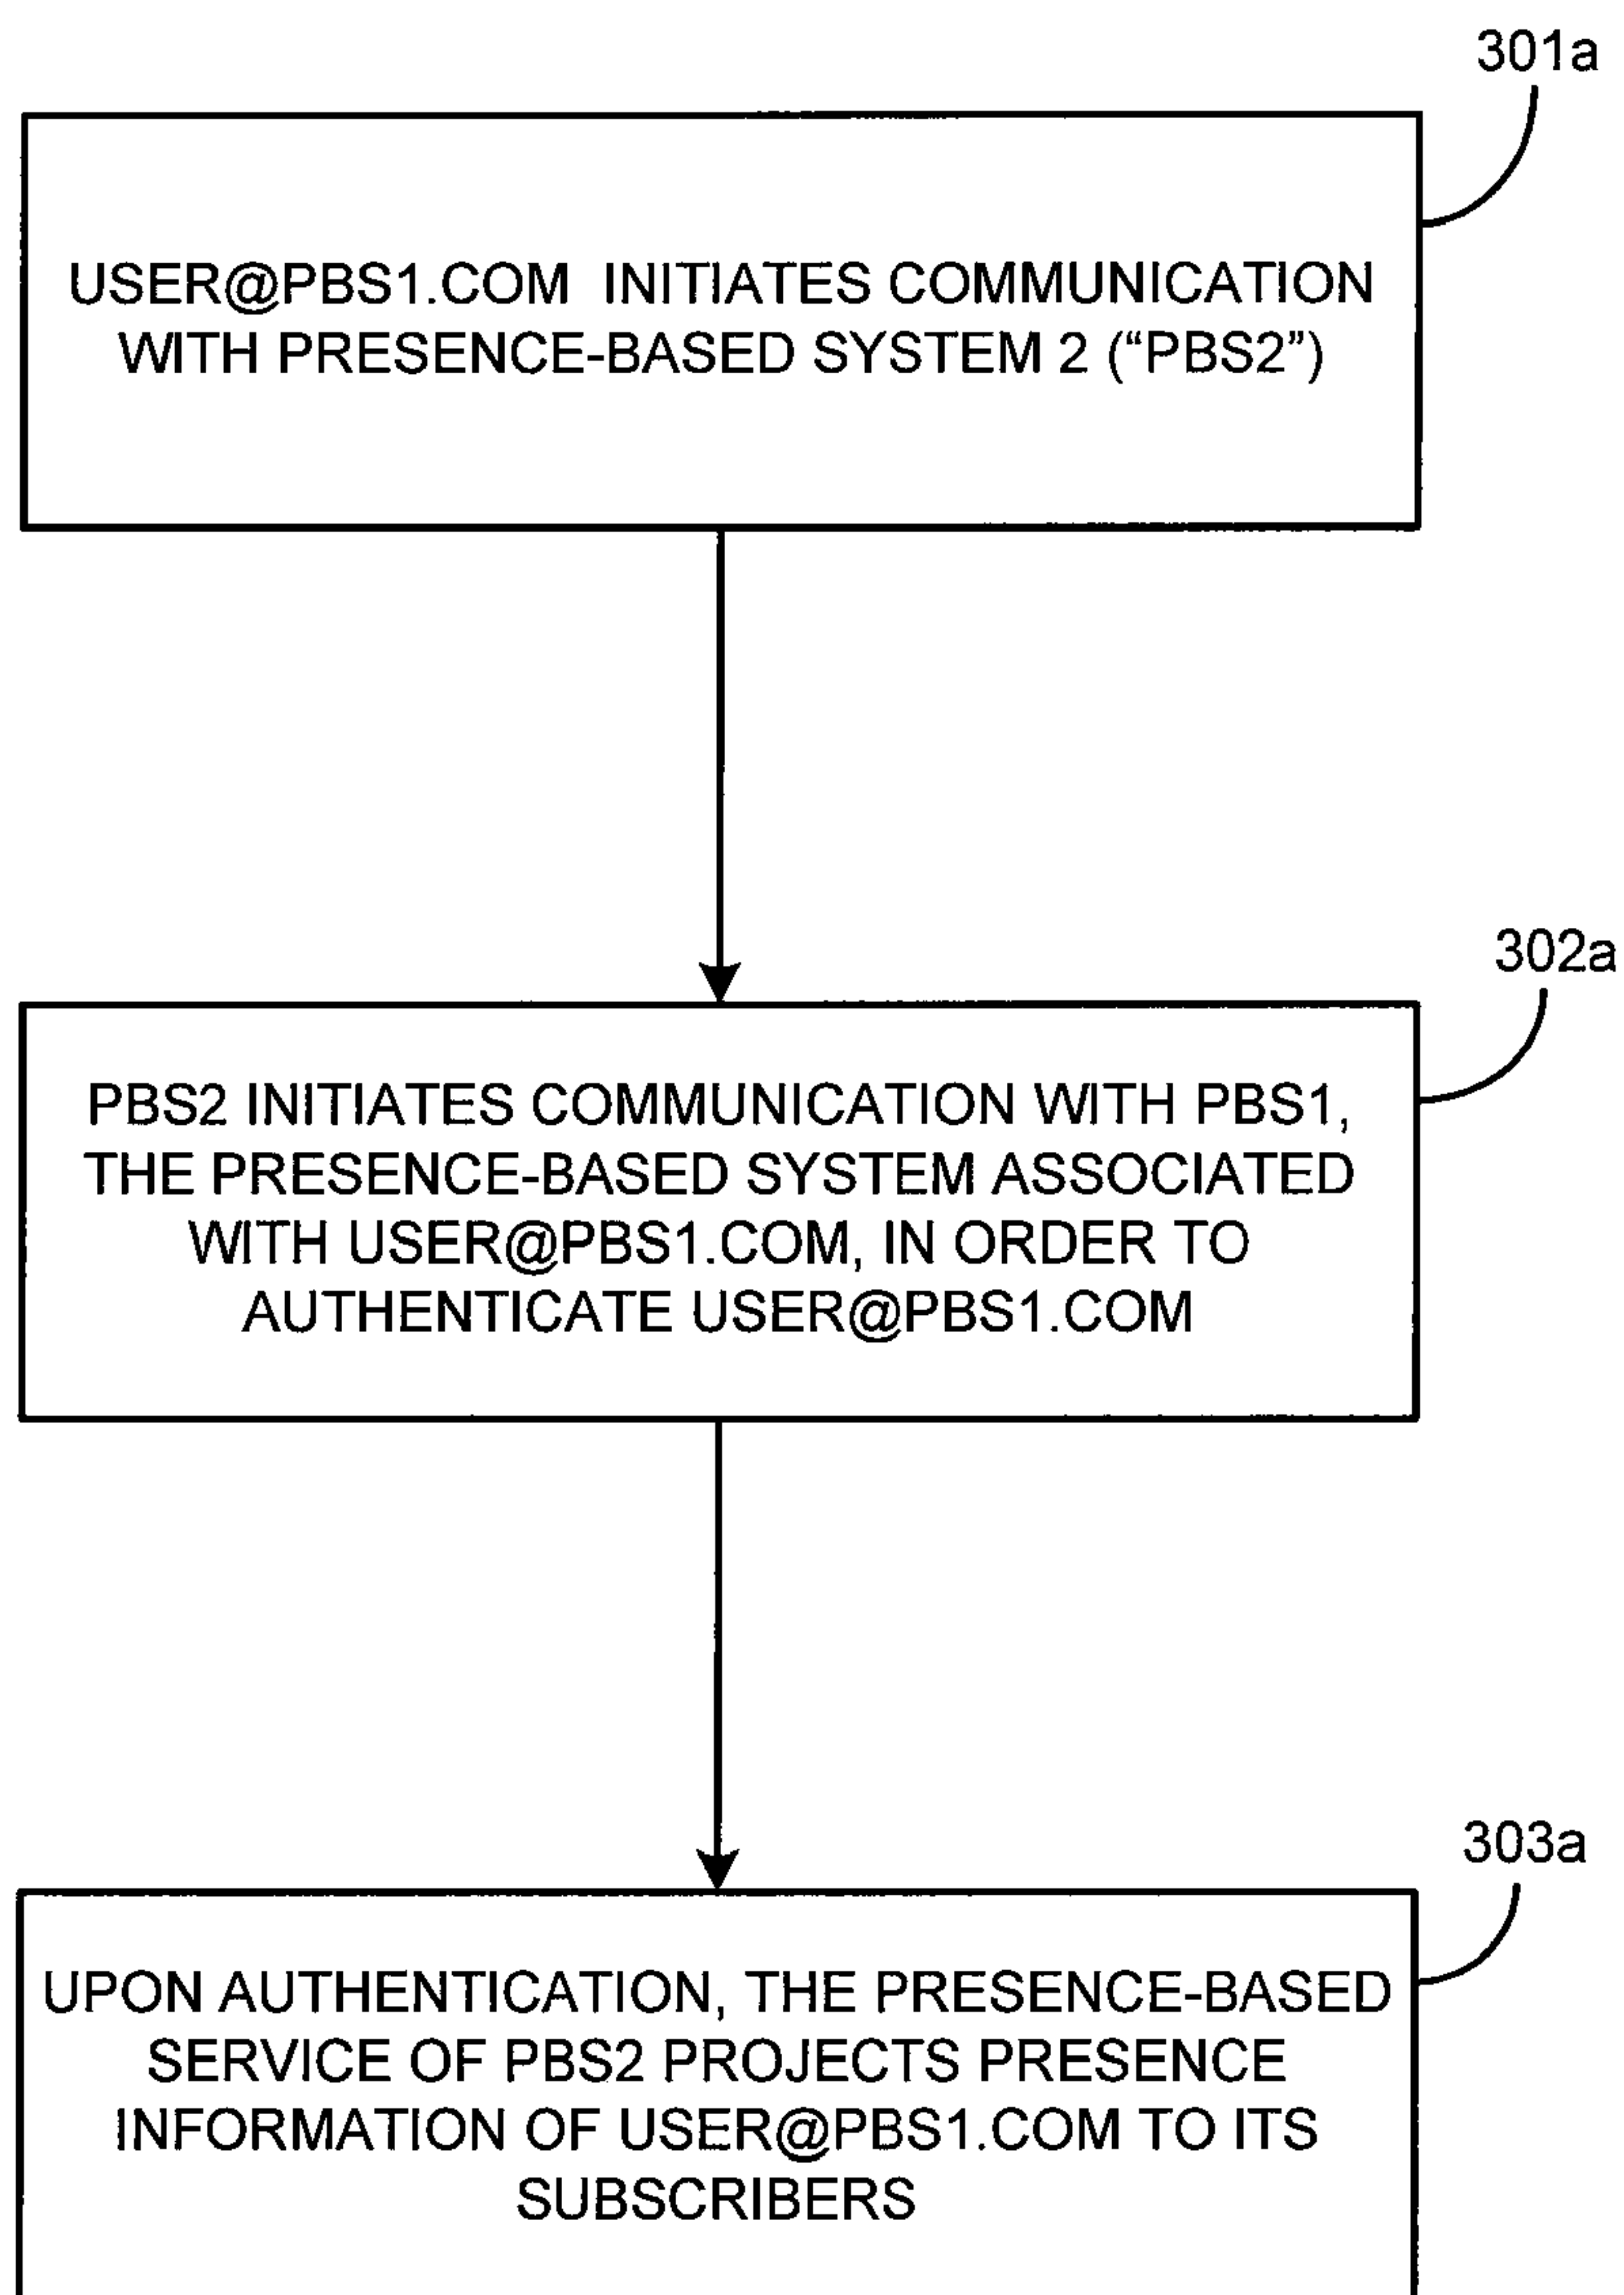 301a
USER@PBS1.COM INITIATES COMMUNICATION
WITH PRESENCE-BASED SYSTEM 2 (“PBS2”)
302a
PBS2 INITIATES COMMUNICATION WITH PBS1,
THE PRESENCE-BASED SYSTEM ASSOCIATED
WITH USER@PBS1.COM, IN ORDER TO
AUTHENTICATE USER@PBS1.COM
303a
UPON AUTHENTICATION, THE PRESENCE-BASED
SERVICE OF PBS2 PROJECTS PRESENCE
INFORMATION OF USER@PBS1.COM TO ITS
SUBSCRIBERS